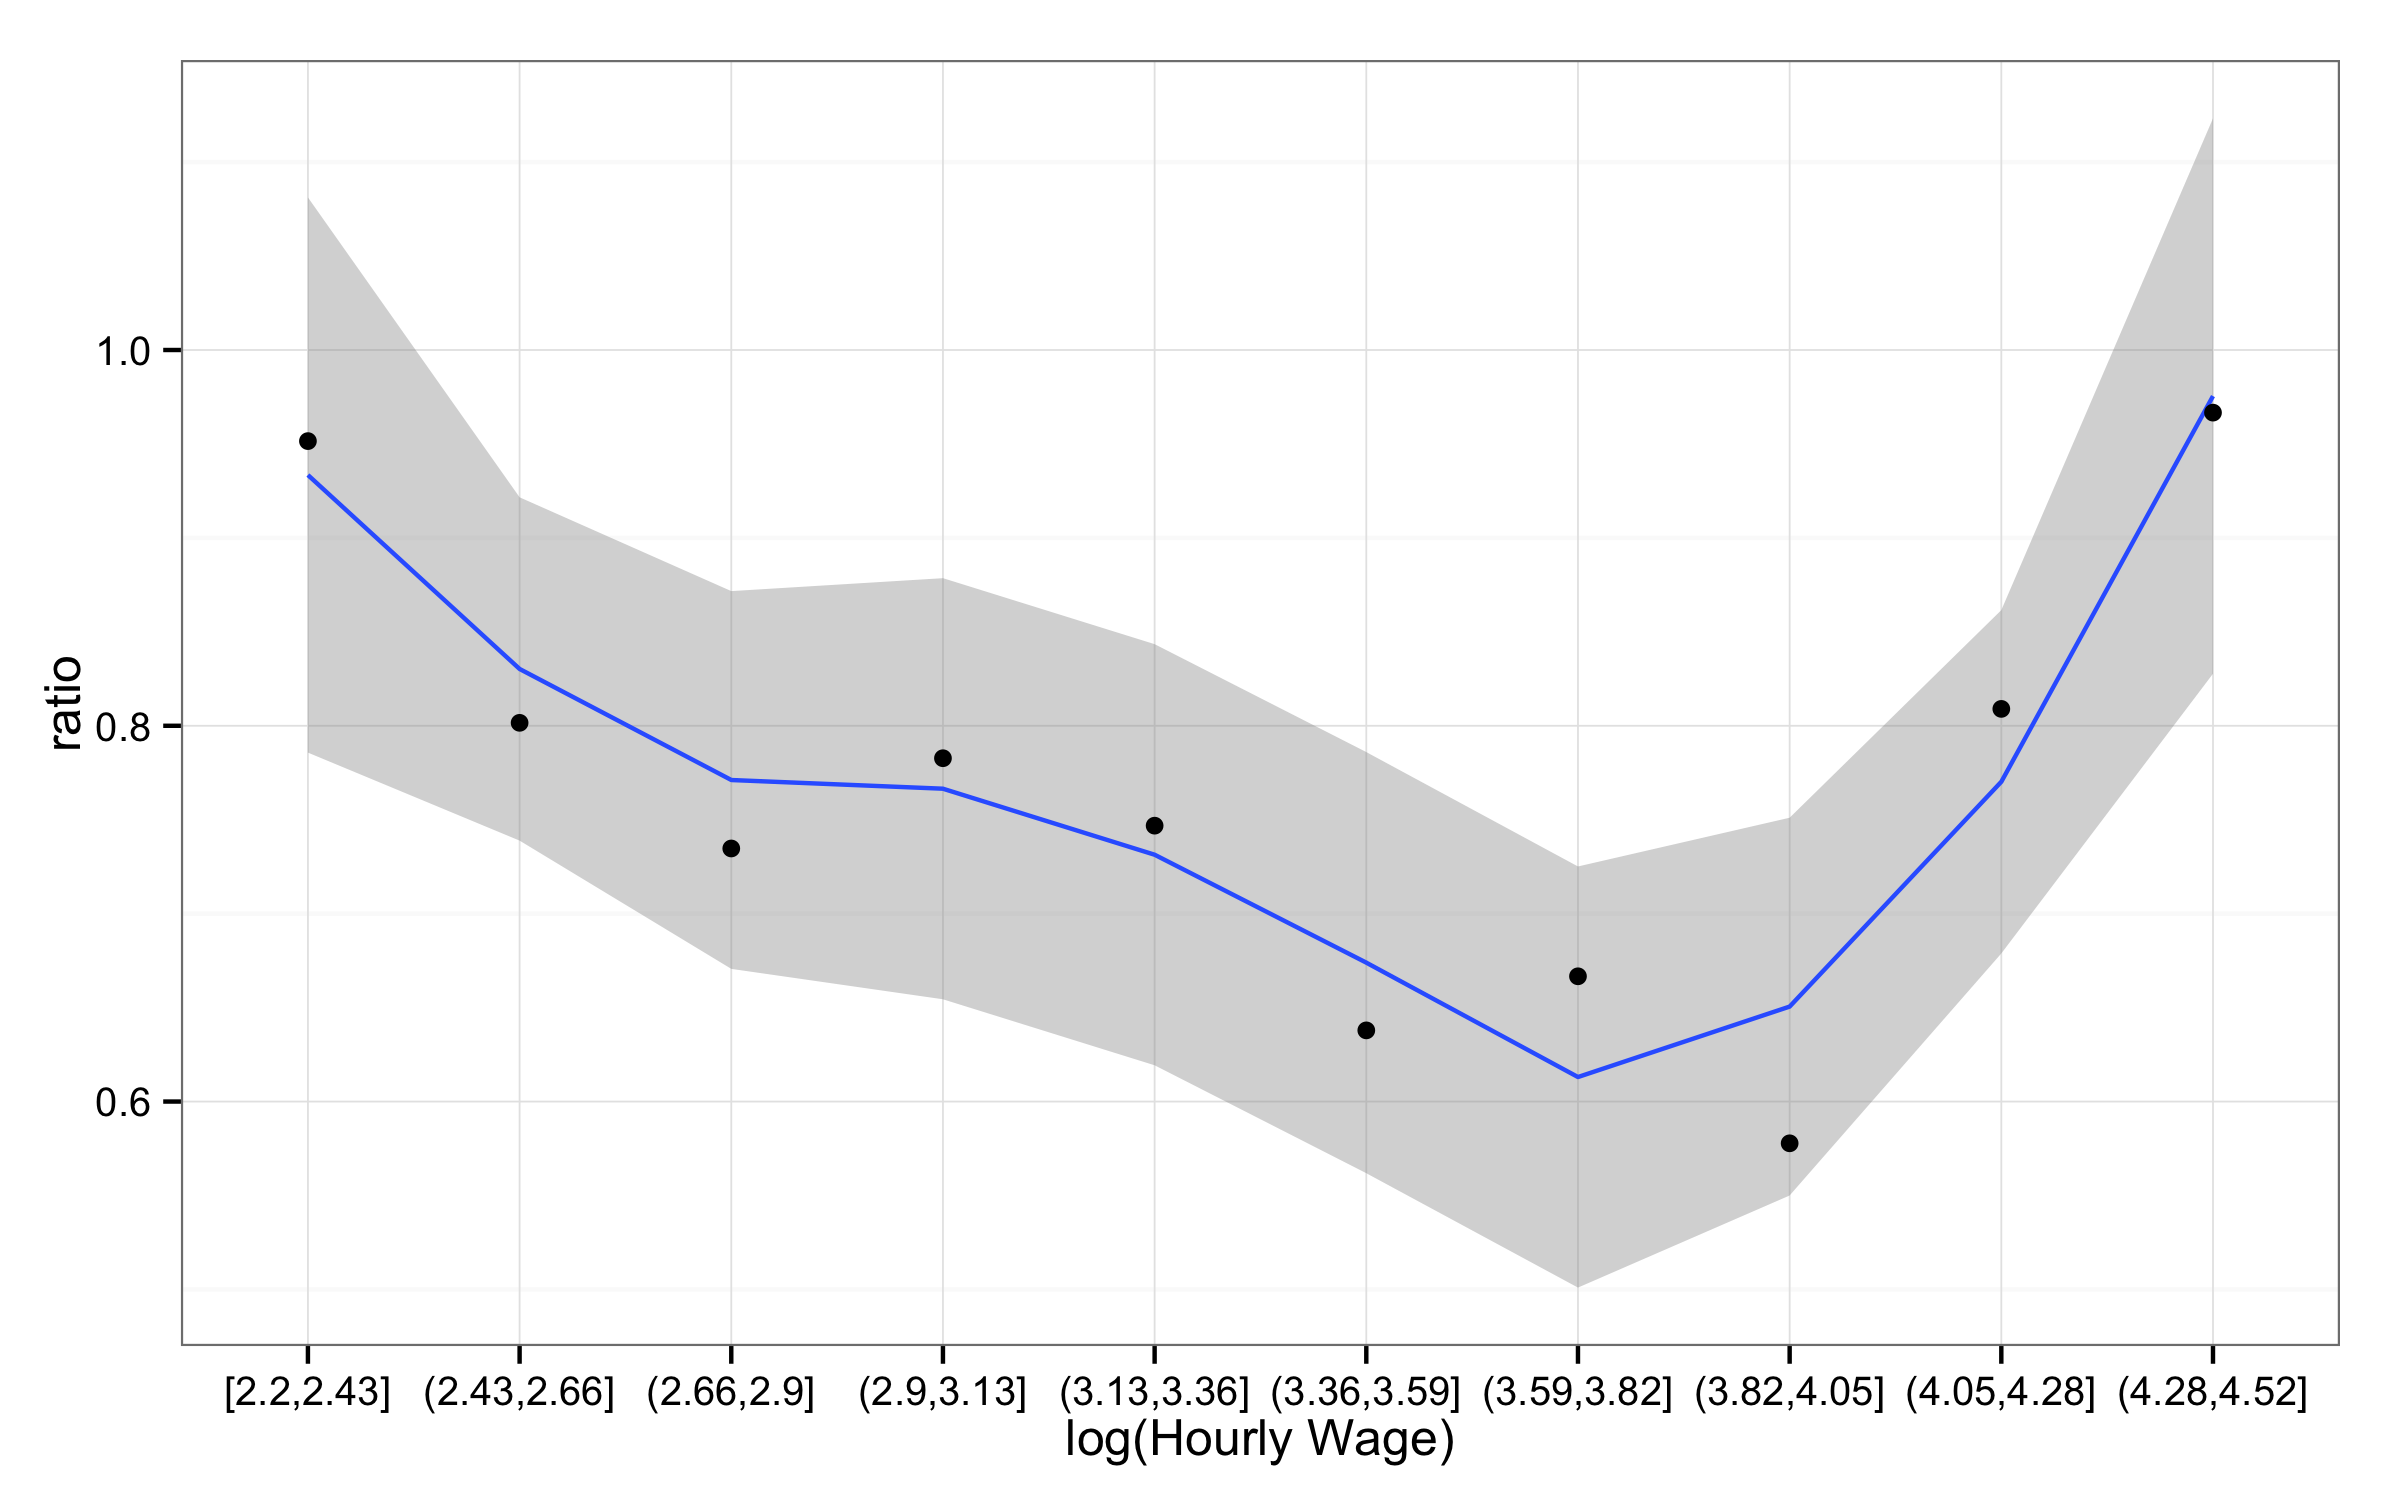 1.0
0.8
0.6
ratio
[2.2,2.43] (2.43,2.66] (2.66,2.9] (2.9,3.13] (3.13,3.36] (3.36,3.59] (3.59,3.82] (3.82,4.05] (4.05,4.28] (4.28,4.52]
log(Hourly Wage)